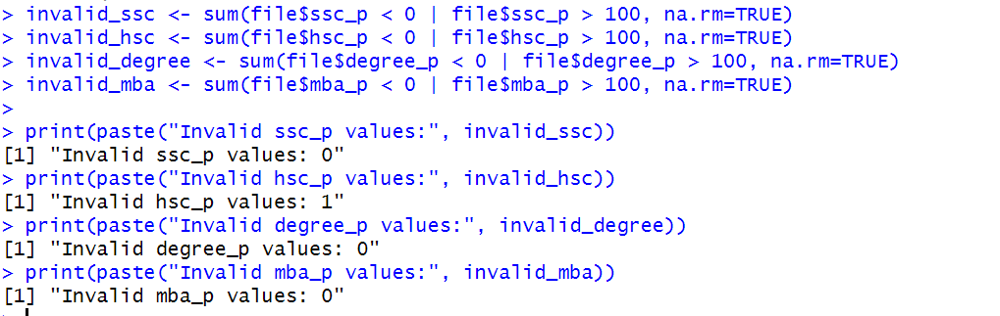 > invalid_ssc <- sum(file$ssc_p < 0 | file$ssc_p > 100, na.rm=TRUE)
> invalid_hsc <- sum(file$hsc_p < 0 | file$hsc_p > 100, na.rm=TRUE)
> invalid_degree <- sum(file$degree_p < 0 | file$degree_p > 100, na.rm=TRUE)
> invalid_mba <- sum(file$mba_p < 0 | file$mba_p > 100, na.rm=TRUE)
>
> print(paste("Invalid ssc_p values:", invalid_ssc))
[1] "Invalid ssc_p values: 0"
> print(paste("Invalid hsc_p values:", invalid_hsc))
[1] "Invalid hsc_p values: 1"
> print(paste("Invalid degree_p values:", invalid_degree))
[1] "Invalid degree_p values: 0"
> print(paste("Invalid mba_p values:", invalid_mba))
[1] "Invalid mba_p values: 0"